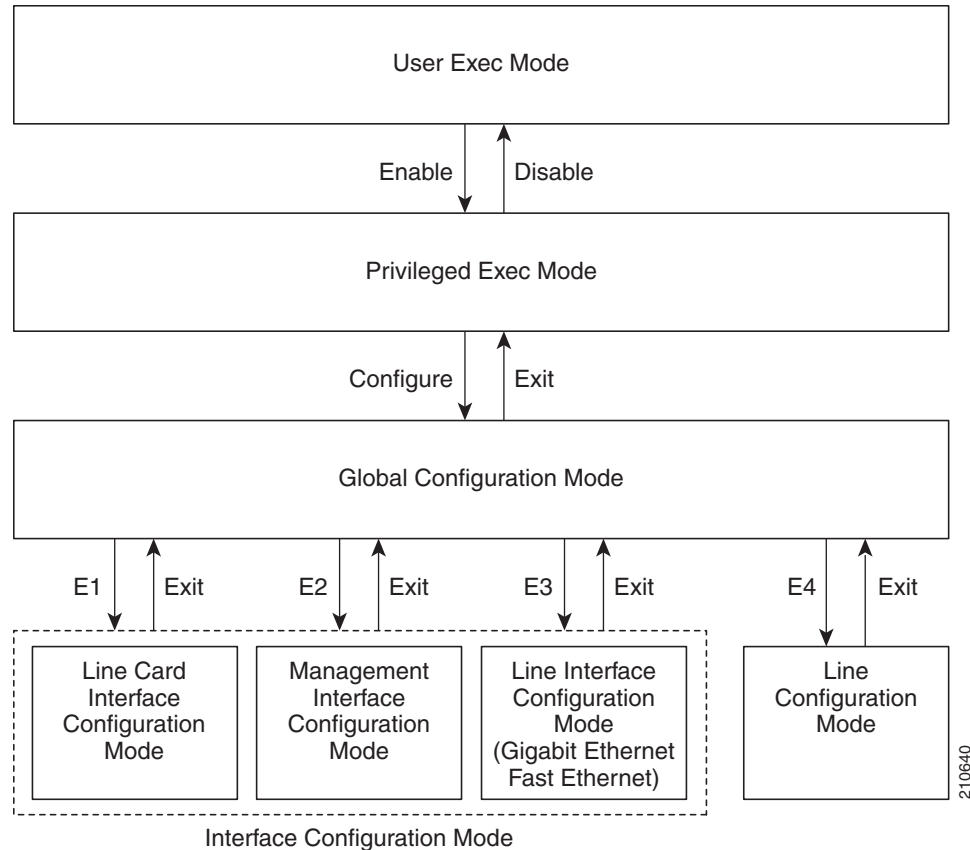 User Exec Mode
Enable
Disable
Privileged Exec Mode
Configure
Exit
Global Configuration Mode
E1
Exit
E2
Exit
E3
Exit
E4
Exit
Line Card
Interface
Configuration
Mode
Management
Interface
Configuration
Mode
Line Interface
Configuration
Mode
(Gigabit Ethernet
Fast Ethernet)
Line
Configuration
Mode
Interface Configuration Mode
210640